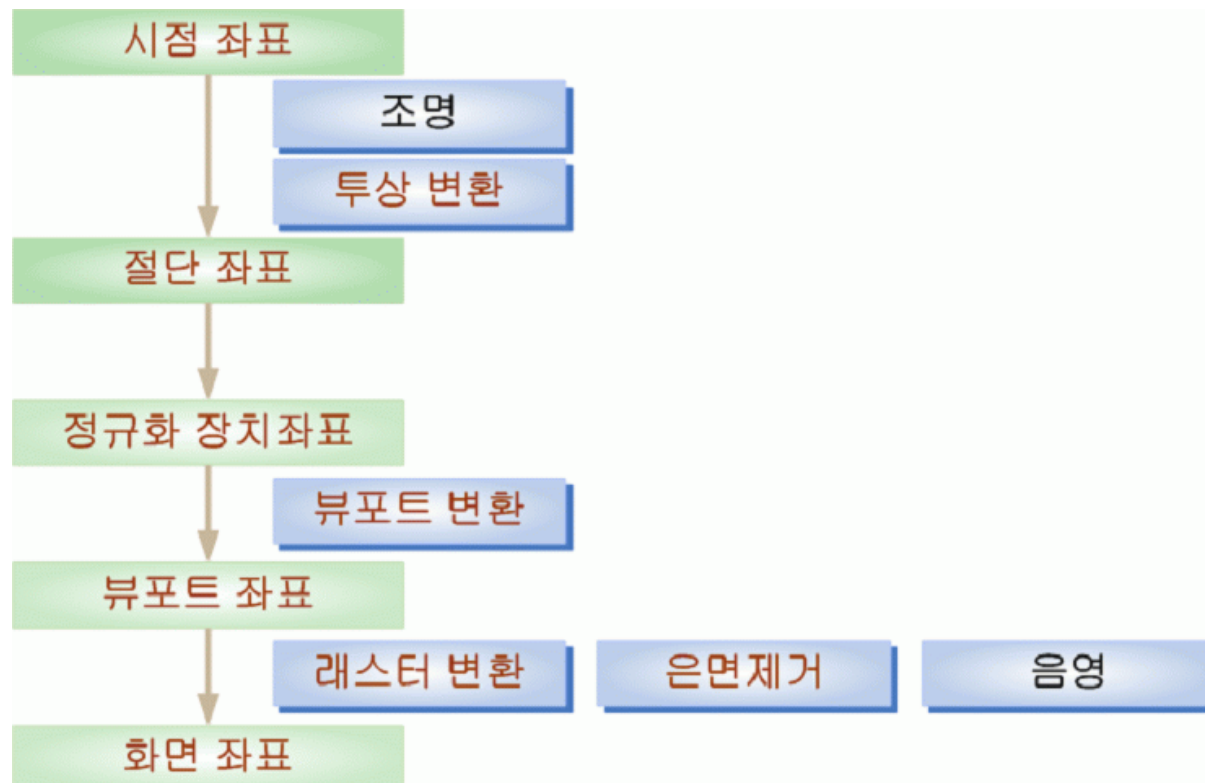 시점 좌표
조명
투상 변환
절단 좌표
정규화 장치좌표
뷰포트 변환
뷰포트 좌표
래스터 변환 은면제거 음영
화면 좌표